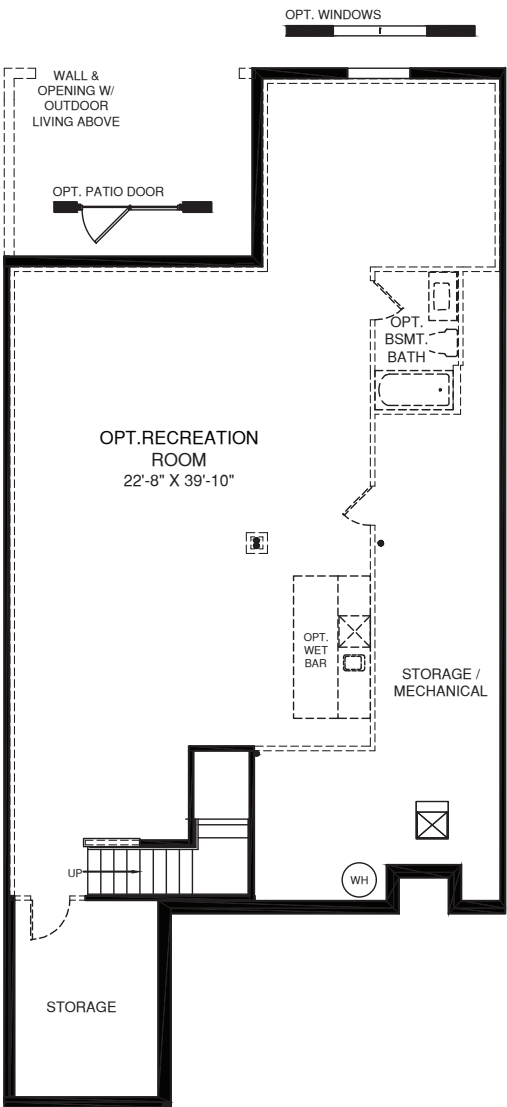 OPT. WINDOWS
WALL &
OPENING W/
OUTDOOR
LIVING ABOVE
OPT. PATIO DOOR
OPT.
BSMT.
BATH
OPT.RECREATION
ROOM
22'-8" X 39'-10"
OPT.
WET
BAR
STORAGE /
MECHANICAL
UP
WH
STORAGE